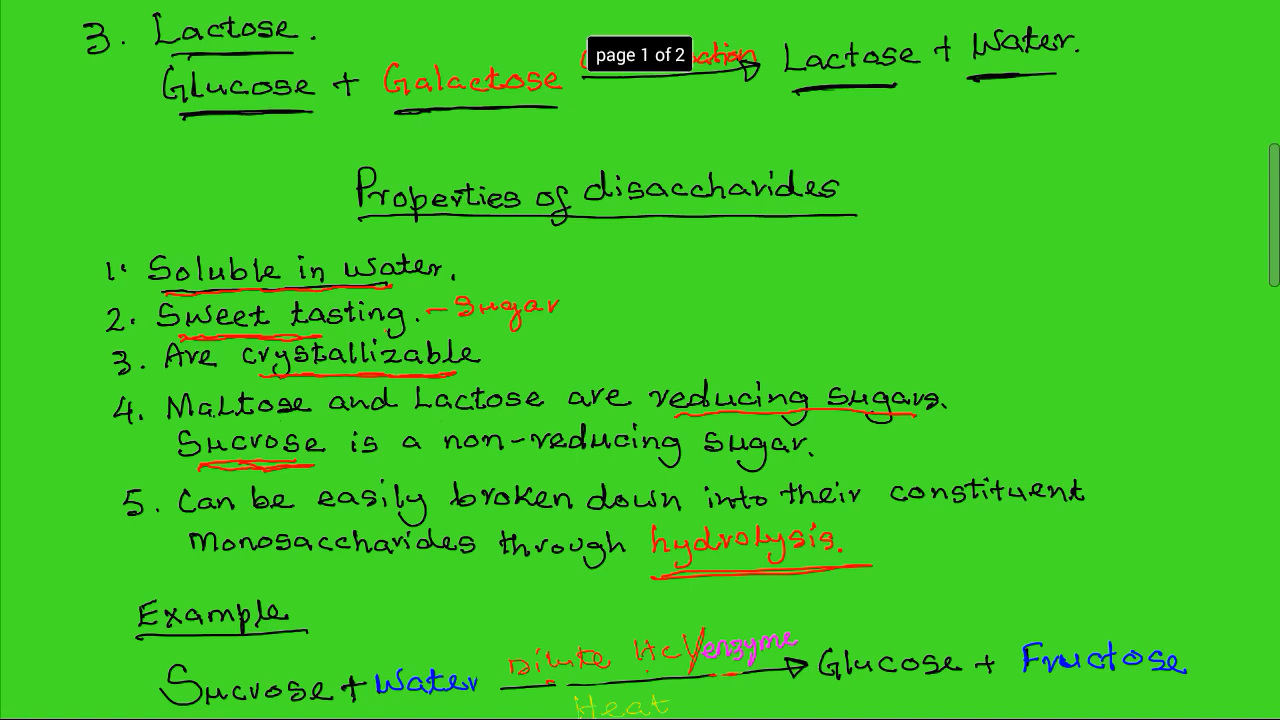 3. Lactose.
Glucose + Galactose → Lactose + Water.
page 1 of 2
Properties of disaccharides
1. Soluble in water.
2. Sweet tasting. - Sugar
3. Are crystallizable
4. Maltose and Lactose are reducing sugars.
Sucrose is a non-reducing sugar.
5. Can be easily broken down into their constituent
Monosaccharides through hydrolysis.
Example
Sucrose + Water Dilute HCl/enzyme → Glucose + Fructose
Heat